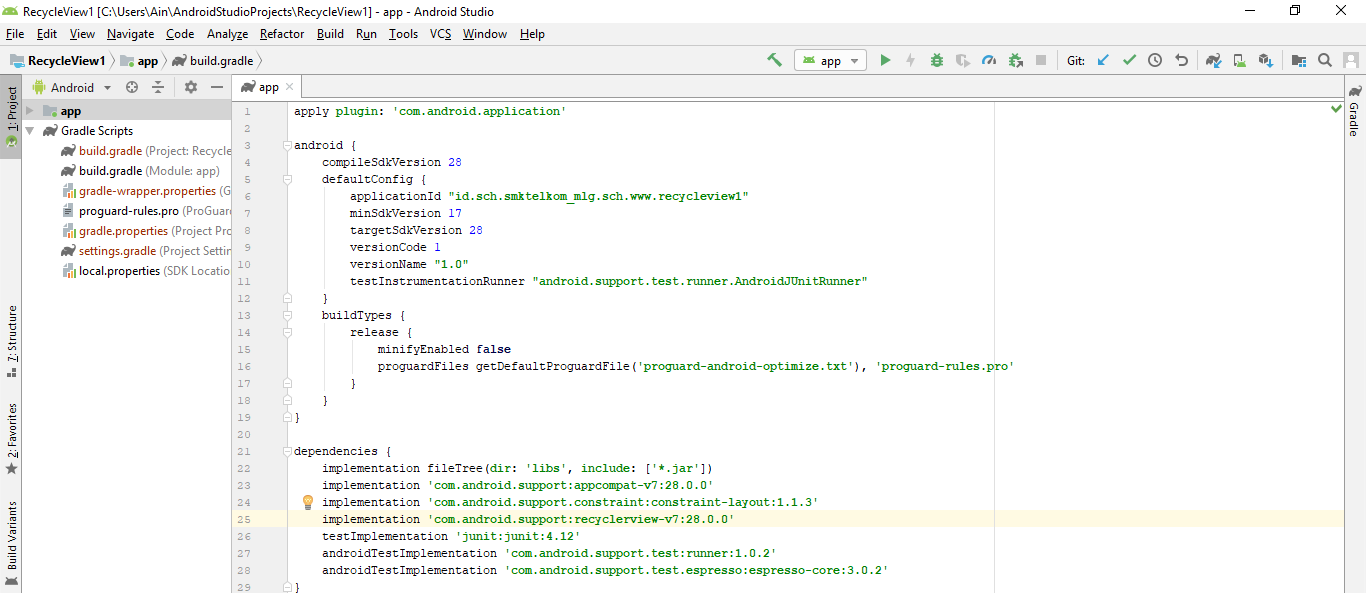 RecycleView1 [C:\Users\Ain\AndroidStudioProjects\RecycleView1] - app - Android Studio
File Edit View Navigate Code Analyze Refactor Build Run Tools VCS Window Help
RecycleView1 app build.gradle app Git:
1: Project
Android
app
app
Gradle Scripts
build.gradle (Project: Recycle
build.gradle (Module: app)
gradle-wrapper.properties (G
proguard-rules.pro (ProGuar
gradle.properties (Project Pro
settings.gradle (Project Settin
local.properties (SDK Locatio
7: Structure
2: Favorites
Build Variants
Gradle
1 apply plugin: 'com.android.application'
2
3 android {
4 compileSdkVersion 28
5 defaultConfig {
6 applicationId "id.sch.smktelkom_mlg.sch.www.recycleview1"
7 minSdkVersion 17
8 targetSdkVersion 28
9 versionCode 1
10 versionName "1.0"
11 testInstrumentationRunner "android.support.test.runner.AndroidJUnitRunner"
12 }
13 buildTypes {
14 release {
15 minifyEnabled false
16 proguardFiles getDefaultProguardFile('proguard-android-optimize.txt'), 'proguard-rules.pro'
17 }
18 }
19 }
20
21 dependencies {
22 implementation fileTree(dir: 'libs', include: ['*.jar'])
23 implementation 'com.android.support:appcompat-v7:28.0.0'
24 implementation 'com.android.support.constraint:constraint-layout:1.1.3'
25 implementation 'com.android.support:recyclerview-v7:28.0.0'
26 testImplementation 'junit:junit:4.12'
27 androidTestImplementation 'com.android.support.test:runner:1.0.2'
28 androidTestImplementation 'com.android.support.test.espresso:espresso-core:3.0.2'
29 }